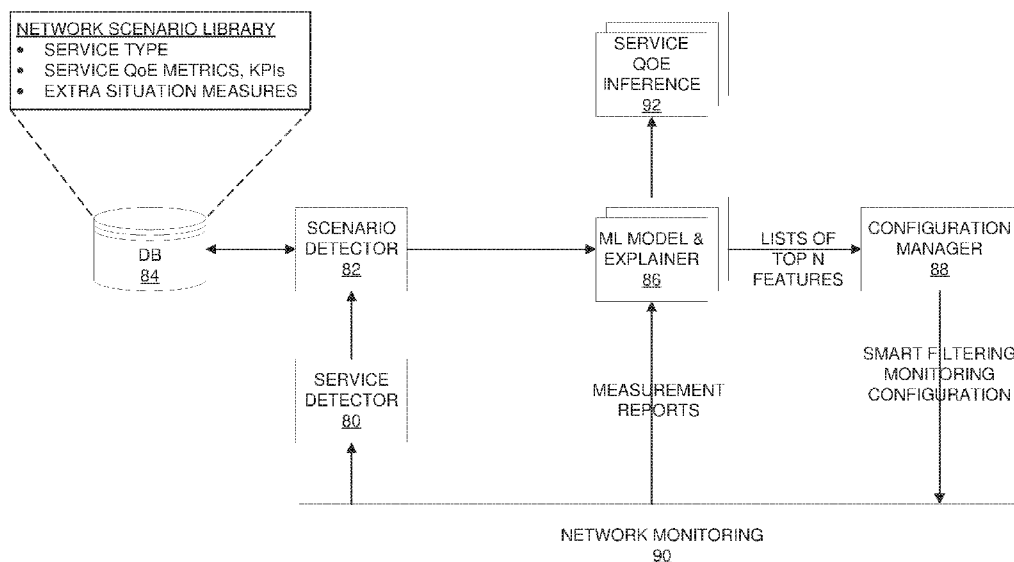 NETWORK SCENARIO LIBRARY
• SERVICE TYPE
• SERVICE QoE METRICS, KPIs
• EXTRA SITUATION MEASURES
SERVICE
QOE
INFERENCE
92
DB
84
SCENARIO
DETECTOR
82
ML MODEL &
EXPLAINER
86
LISTS OF
TOP N
FEATURES
CONFIGURATION
MANAGER
88
SERVICE
DETECTOR
80
MEASUREMENT
REPORTS
SMART FILTERING
MONITORING
CONFIGURATION
NETWORK MONITORING
90